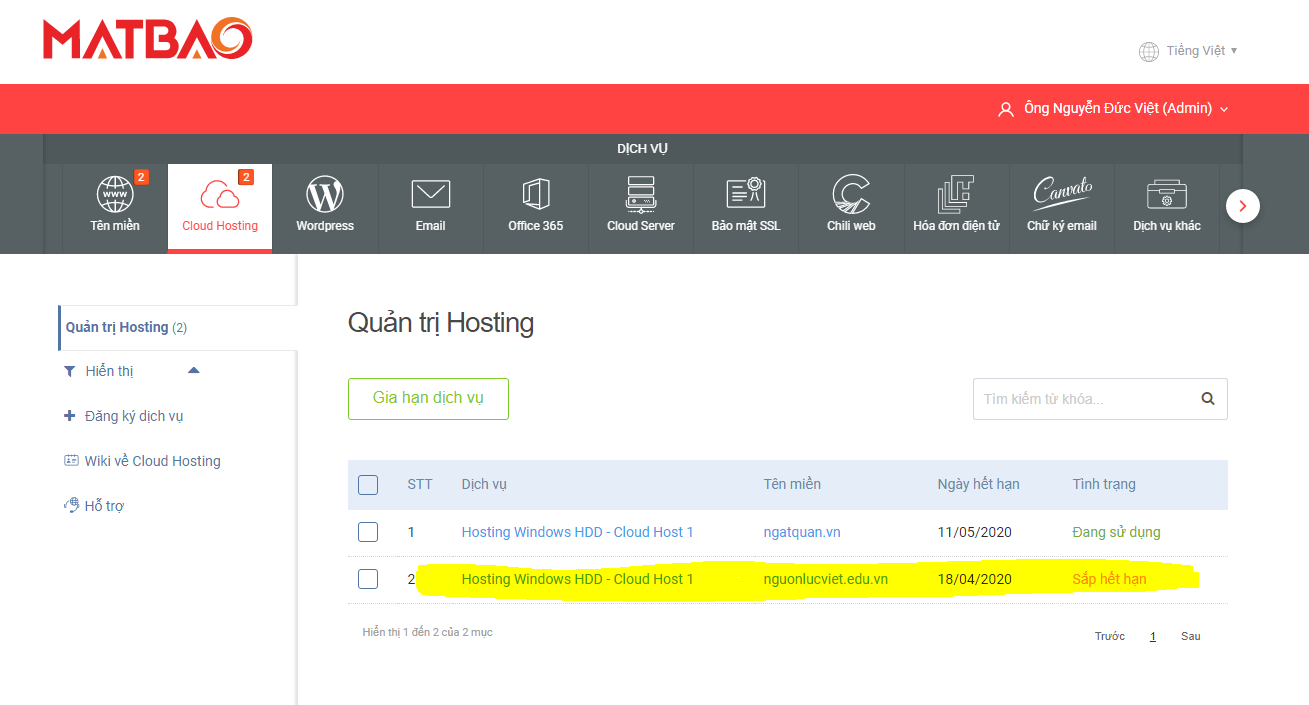 MATBAO
Tiếng Việt
Ông Nguyễn Đức Việt (Admin)
DỊCH VỤ
www 2 2
Tên miền Cloud Hosting Wordpress Email Office 365 Cloud Server Bảo mật SSL Chili web Hóa đơn điện tử Canvato Chữ ký email Dịch vụ khác
Quản trị Hosting (2)
Hiển thị
Đăng ký dịch vụ
Wiki về Cloud Hosting
Hỗ trợ
Quản trị Hosting
Gia hạn dịch vụ
Tìm kiếm từ khóa...
STT Dịch vụ Tên miền Ngày hết hạn Tình trạng
1 Hosting Windows HDD - Cloud Host 1 ngatquan.vn 11/05/2020 Đang sử dụng
2 Hosting Windows HDD - Cloud Host 1 nguonlucviet.edu.vn 18/04/2020 Sắp hết hạn
Hiển thị 1 đến 2 của 2 mục
Trước 1 Sau